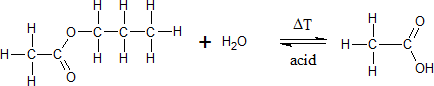 H H H
H O C C C H
H C C H H H
O
H
+ H₂O
ΔT
acid
H O
H C C
H OH